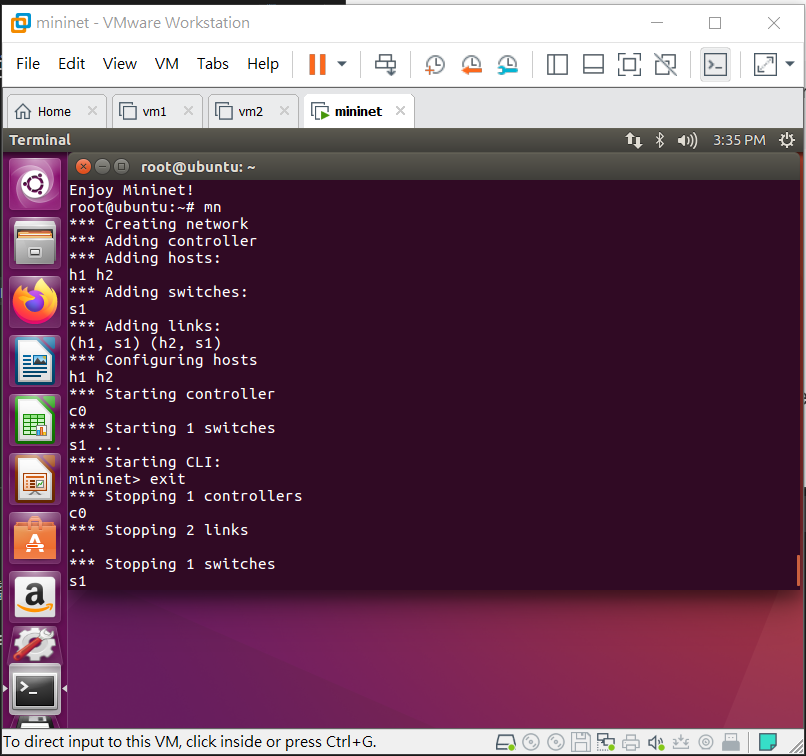 mininet - VMware Workstation
File Edit View VM Tabs Help
Home vm1 vm2 mininet
Terminal 3:35 PM
root@ubuntu: ~
Enjoy Mininet!
root@ubuntu:~# mn
*** Creating network
*** Adding controller
*** Adding hosts:
h1 h2
*** Adding switches:
s1
*** Adding links:
(h1, s1) (h2, s1)
*** Configuring hosts
h1 h2
*** Starting controller
c0
*** Starting 1 switches
s1 ...
*** Starting CLI:
mininet> exit
*** Stopping 1 controllers
c0
*** Stopping 2 links
..
*** Stopping 1 switches
s1
To direct input to this VM, click inside or press Ctrl+G.